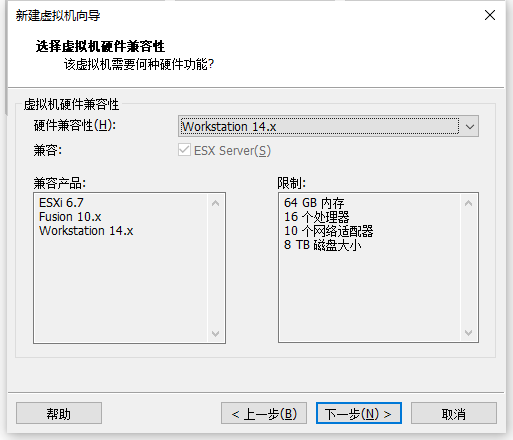 新建虚拟机向导
选择虚拟机硬件兼容性
该虚拟机需要何种硬件功能?
虚拟机硬件兼容性
硬件兼容性(H):
Workstation 14.x
兼容:
ESX Server(S)
兼容产品:
ESXi 6.7
Fusion 10.x
Workstation 14.x
限制:
64 GB 内存
16 个处理器
10 个网络适配器
8 TB 磁盘大小
帮助
< 上一步(B)
下一步(N) >
取消